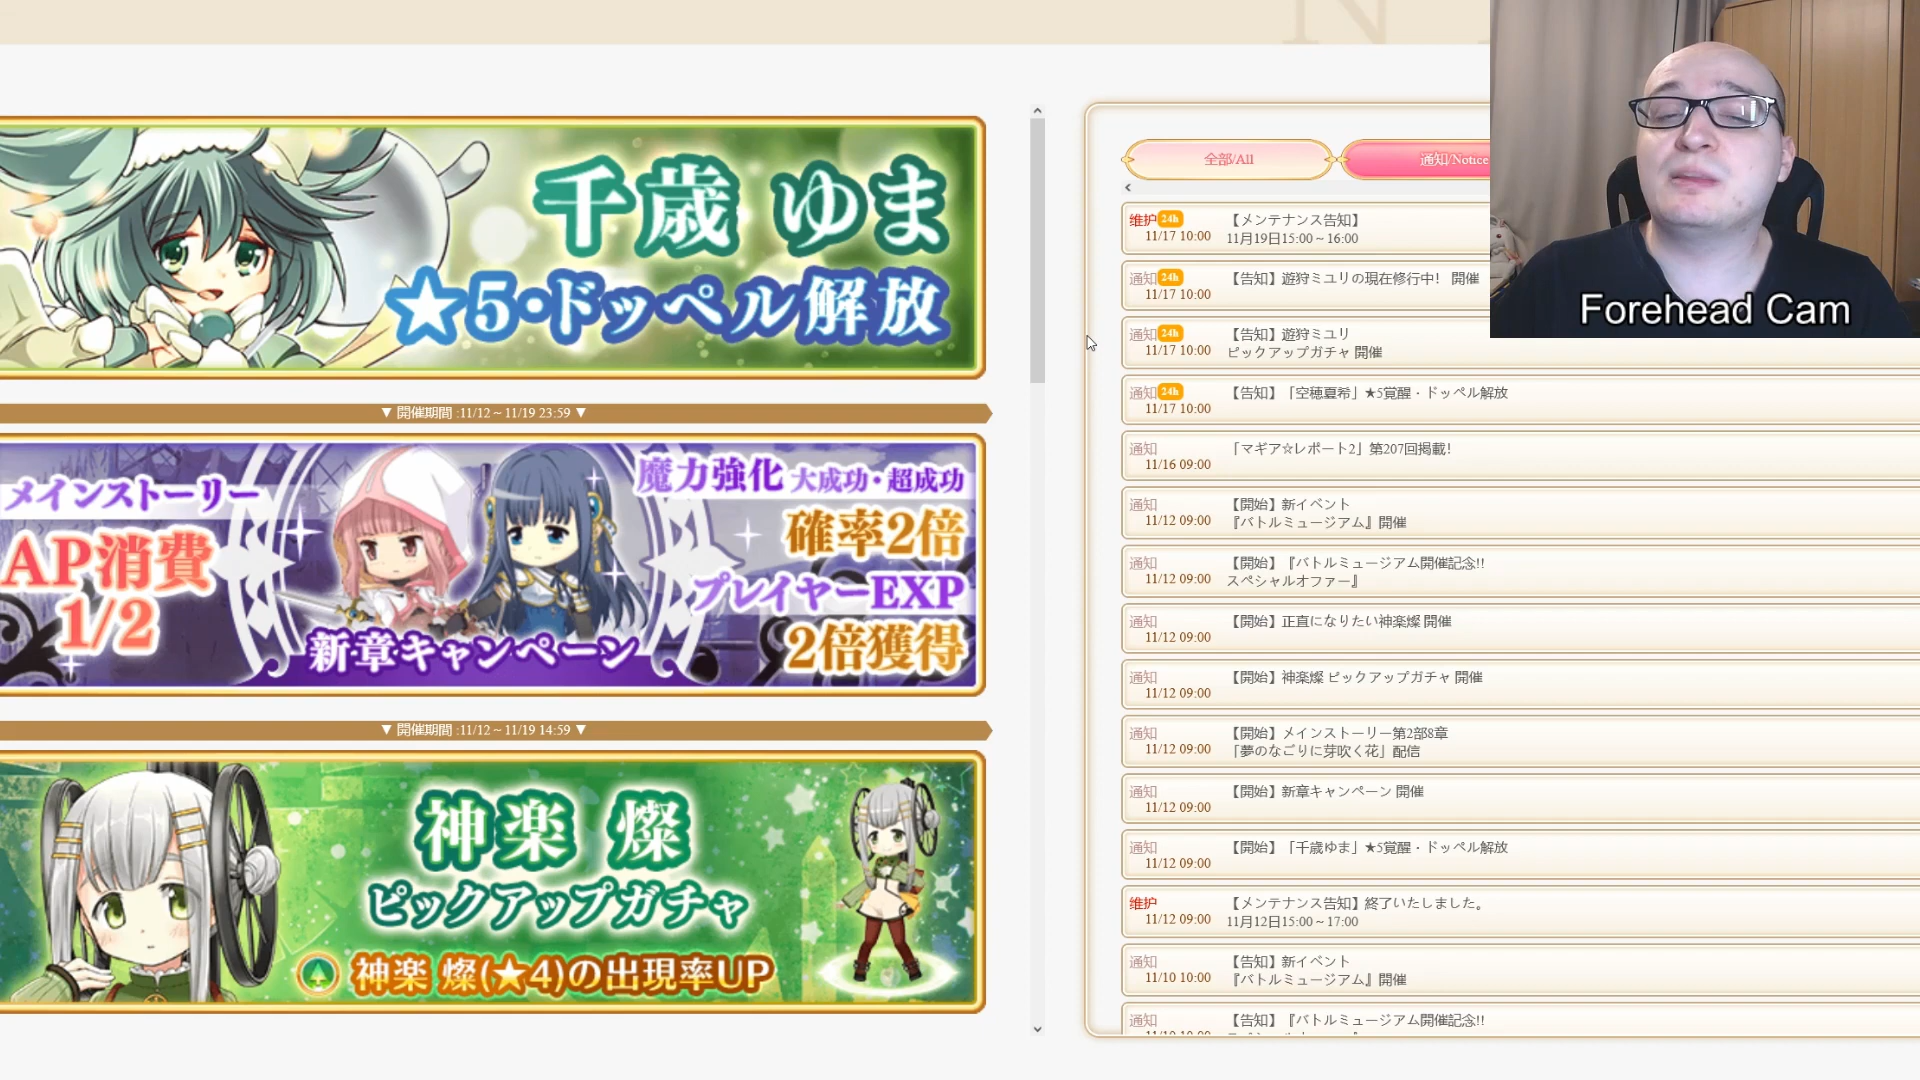 千歳 ゆま
★5・ドッペル解放
▼ 開催期間 :11/12 ~ 11/19 23:59 ▼
メインストーリー
AP消費
1/2
魔力強化 大成功・超成功
確率2倍
プレイヤーEXP
2倍獲得
新章キャンペーン
▼ 開催期間 :11/12 ~ 11/19 14:59 ▼
神楽 燦
ピックアップガチャ
神楽 燦(★4)の出現率UP
全部/All
通知/Notice
维护 24h
【メンテナンス告知】
11/17 10:00
11月19日15:00 ~ 16:00
通知 24h
【告知】遊狩ミユリの現在修行中! 開催
11/17 10:00
通知 24h
【告知】遊狩ミユリ
11/17 10:00
ピックアップガチャ 開催
通知 24h
【告知】「空穂夏希」★5覚醒・ドッペル解放
11/17 10:00
通知
「マギア☆レポート2」第207回掲載!
11/16 09:00
通知
【開始】新イベント
11/12 09:00
『バトルミュージアム』開催
通知
【開始】『バトルミュージアム開催記念!!
11/12 09:00
スペシャルオファー』
通知
【開始】正直になりたい神楽燦 開催
11/12 09:00
通知
【開始】神楽燦 ピックアップガチャ 開催
11/12 09:00
通知
【開始】メインストーリー第2部8章
11/12 09:00
「夢のなごりに芽吹く花」配信
通知
【開始】新章キャンペーン 開催
11/12 09:00
通知
【開始】「千歳ゆま」★5覚醒・ドッペル解放
11/12 09:00
维护
【メンテナンス告知】終了いたしました。
11/12 09:00
11月12日15:00 ~ 17:00
通知
【告知】新イベント
11/10 10:00
『バトルミュージアム』開催
通知
【告知】『バトルミュージアム開催記念!!
Forehead Cam